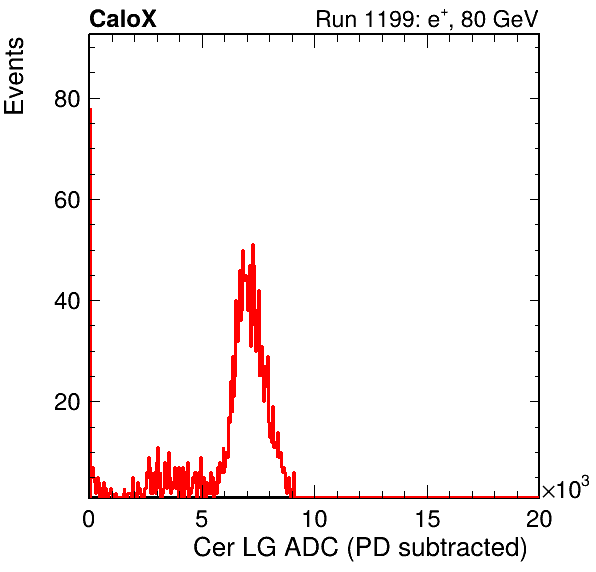 CaloX Run 1199: e⁺, 80 GeV
Events
80
60
40
20
0 5 10 15 20
×10³
Cer LG ADC (PD subtracted)